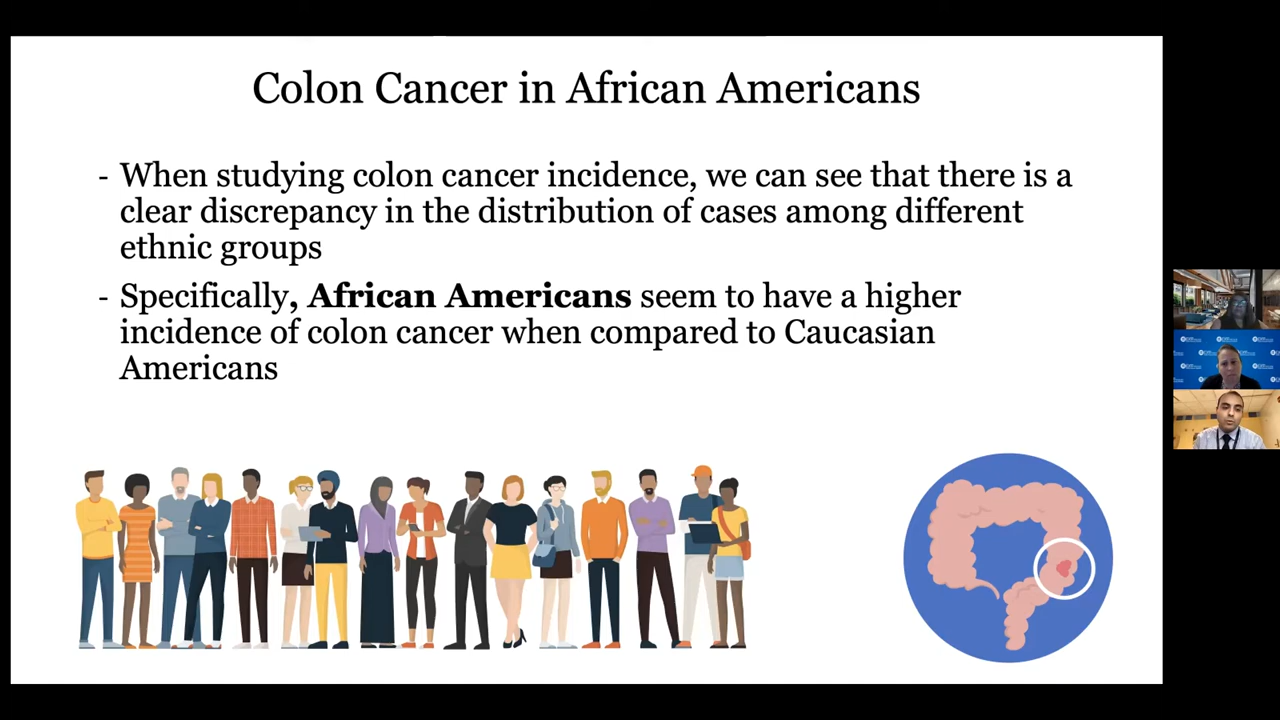 Colon Cancer in African Americans
- When studying colon cancer incidence, we can see that there is a
clear discrepancy in the distribution of cases among different
ethnic groups
- Specifically, African Americans seem to have a higher
incidence of colon cancer when compared to Caucasian
Americans